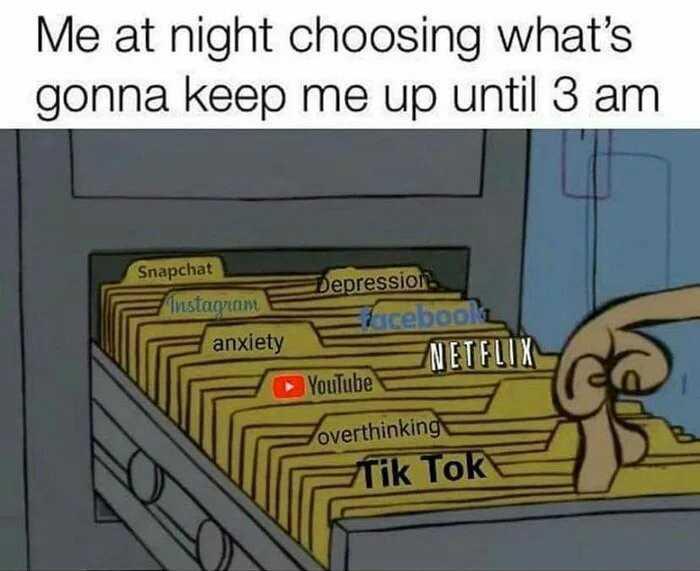 Me at night choosing what's
gonna keep me up until 3 am
Snapchat
Depression
Instagram
facebook
anxiety
NETFLIX
YouTube
overthinking
Tik Tok